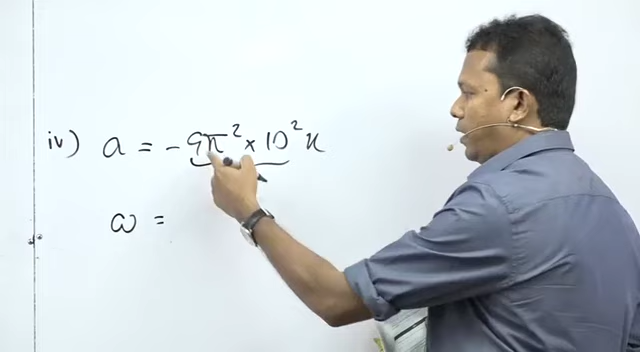 iv) a = - 9π² × 10² x
ω =